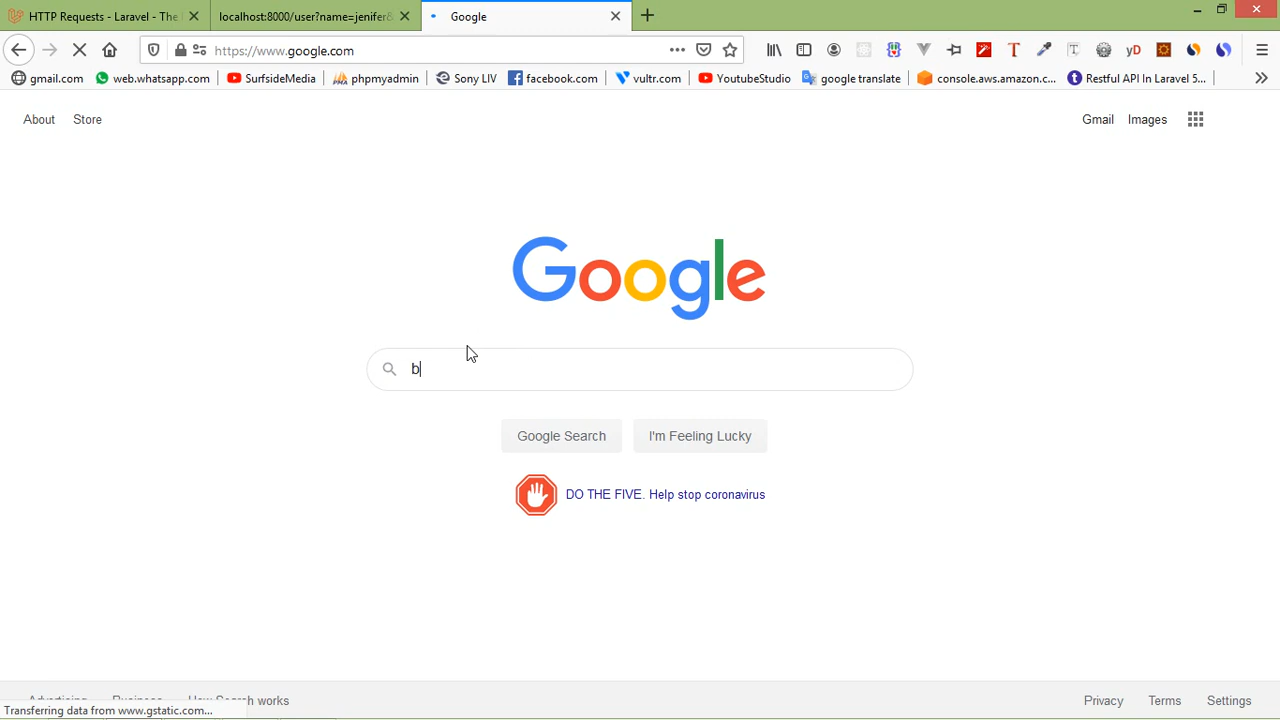 HTTP Requests - Laravel - The
localhost:8000/user?name=jenifer&
Google
https://www.google.com
gmail.com
web.whatsapp.com
SurfsideMedia
phpmyadmin
Sony LIV
facebook.com
vultr.com
YoutubeStudio
google translate
console.aws.amazon.c...
Restful API In Laravel 5...
About
Store
Gmail
Images
Google
b
Google Search
I'm Feeling Lucky
DO THE FIVE. Help stop coronavirus
Advertising
Business
How Search works
Privacy
Terms
Settings
Transferring data from www.gstatic.com...